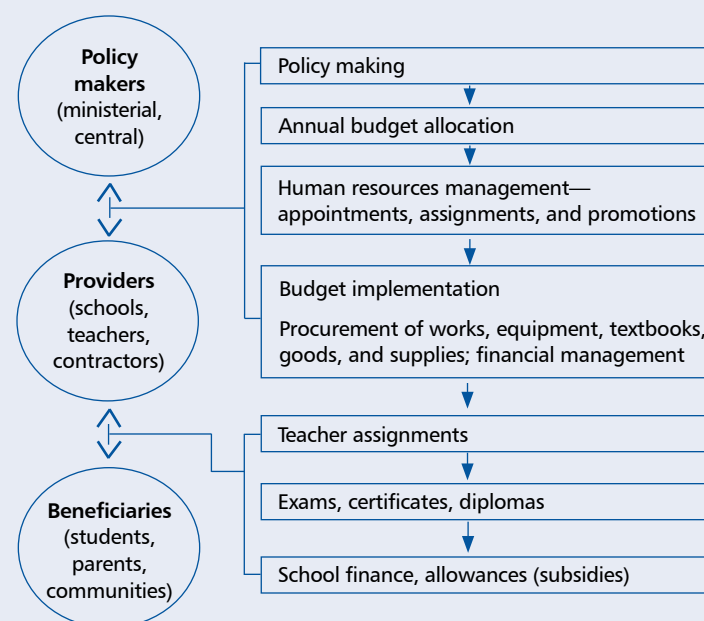 Policy
makers
(ministerial,
central)
Providers
(schools,
teachers,
contractors)
Beneficiaries
(students,
parents,
communities)
Policy making
Annual budget allocation
Human resources management—
appointments, assignments, and promotions
Budget implementation
Procurement of works, equipment, textbooks,
goods, and supplies; financial management
Teacher assignments
Exams, certificates, diplomas
School finance, allowances (subsidies)